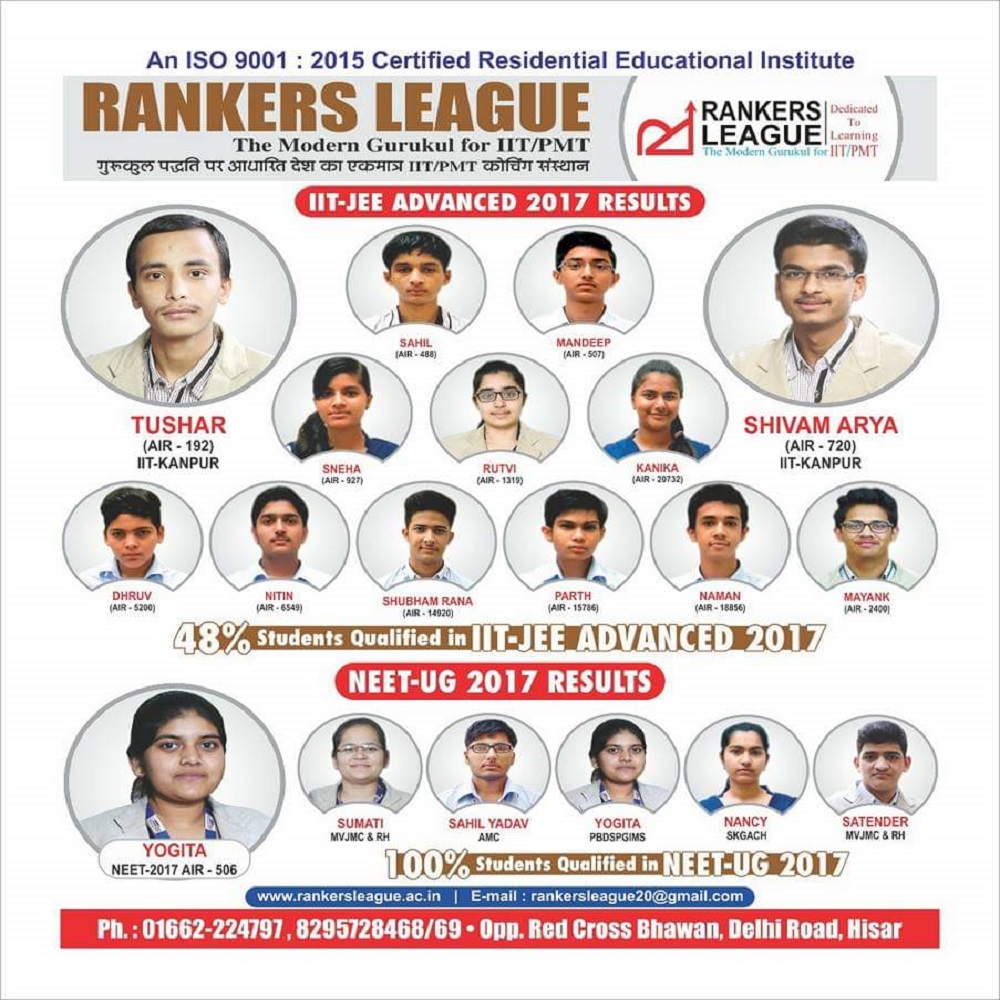 An ISO 9001 : 2015 Certified Residential Educational Institute
RANKERS LEAGUE
The Modern Gurukul for IIT/PMT
गुरूकुल पद्धति पर आधारित देश का एकमात्र IIT/PMT कोचिंग संस्थान
RANKERS
LEAGUE
The Modern Gurukul for IIT/PMT
Dedicated
To
Learning
IIT-JEE ADVANCED 2017 RESULTS
SAHIL
(AIR - 488)
MANDEEP
(AIR - 507)
TUSHAR
(AIR - 192)
IIT-KANPUR
SHIVAM ARYA
(AIR - 720)
IIT-KANPUR
SNEHA
(AIR - 927)
RUTVI
(AIR - 1319)
KANIKA
(AIR - 20732)
DHRUV
(AIR - 5200)
NITIN
(AIR - 6549)
SHUBHAM RANA
(AIR - 14920)
PARTH
(AIR - 15786)
NAMAN
(AIR - 18856)
MAYANK
(AIR - 2400)
48% Students Qualified in IIT-JEE ADVANCED 2017
NEET-UG 2017 RESULTS
YOGITA
NEET-2017 AIR - 506
SUMATI
MVJMC & RH
SAHIL YADAV
AMC
YOGITA
PBDSPGIMS
NANCY
SKGACH
SATENDER
MVJMC & RH
100% Students Qualified in NEET-UG 2017
www.rankersleague.ac.in | E-mail : rankersleague20@gmail.com
Ph. : 01662-224797, 8295728468/69 • Opp. Red Cross Bhawan, Delhi Road, Hisar